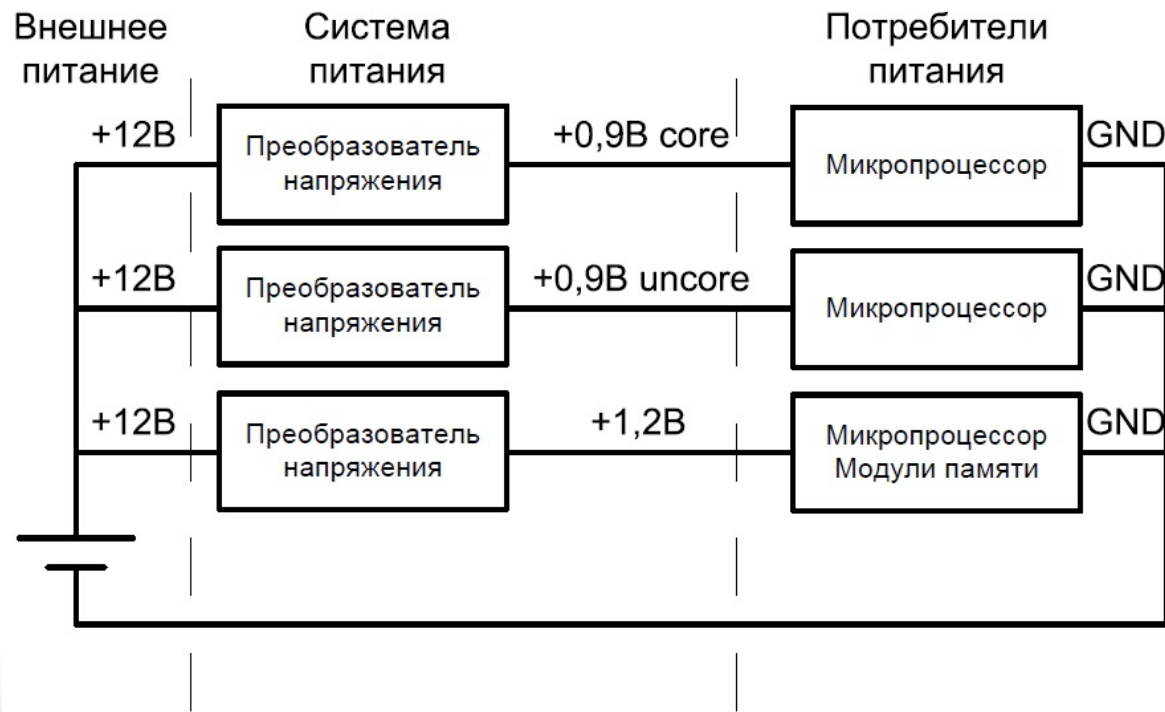 Внешнее
питание
Система
питания
Потребители
питания
+12В
Преобразователь
напряжения
+0,9В core
Микропроцессор
GND
+12В
Преобразователь
напряжения
+0,9В uncore
Микропроцессор
GND
+12В
Преобразователь
напряжения
+1,2В
Микропроцессор
Модули памяти
GND